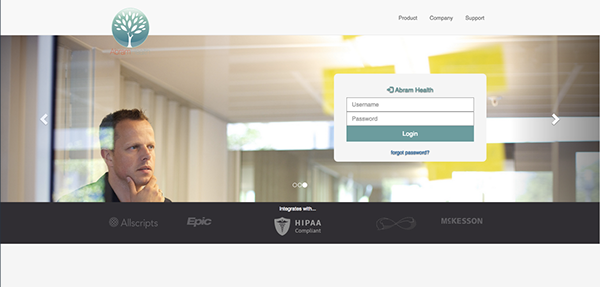 Product Company Support
Abram Health
Username
Password
Login
forgot password?
Integrates with...
Allscripts Epic HIPAA MCKESSON
Compliant